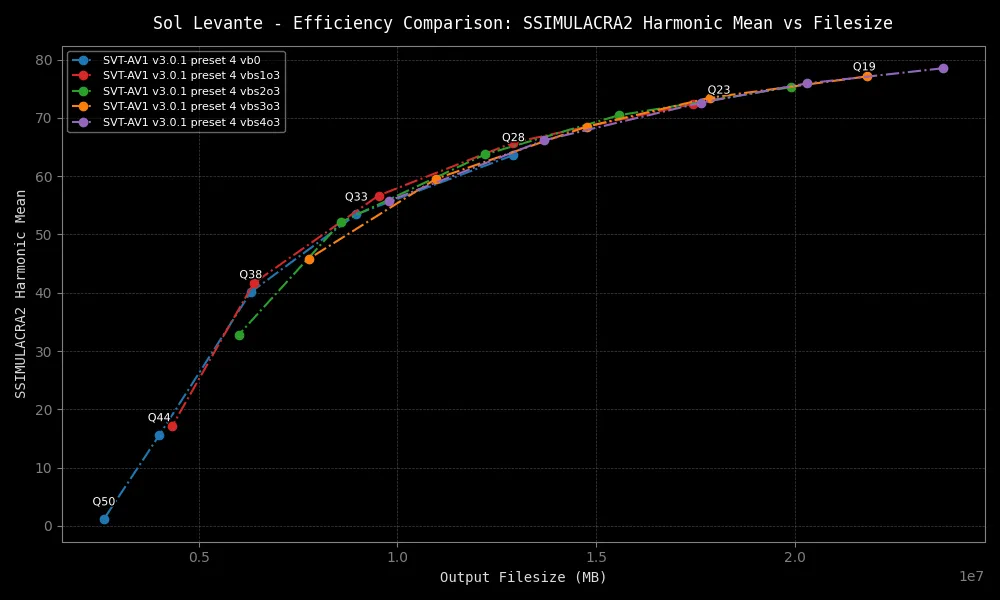 Sol Levante - Efficiency Comparison: SSIMULACRA2 Harmonic Mean vs Filesize
SVT-AV1 v3.0.1 preset 4 vb0
SVT-AV1 v3.0.1 preset 4 vbs1o3
SVT-AV1 v3.0.1 preset 4 vbs2o3
SVT-AV1 v3.0.1 preset 4 vbs3o3
SVT-AV1 v3.0.1 preset 4 vbs4o3
SSIMULACRA2 Harmonic Mean
80
70
60
50
40
30
20
10
0
Q19
Q23
Q28
Q33
Q38
Q44
Q50
0.5
1.0
1.5
2.0
1e7
Output Filesize (MB)